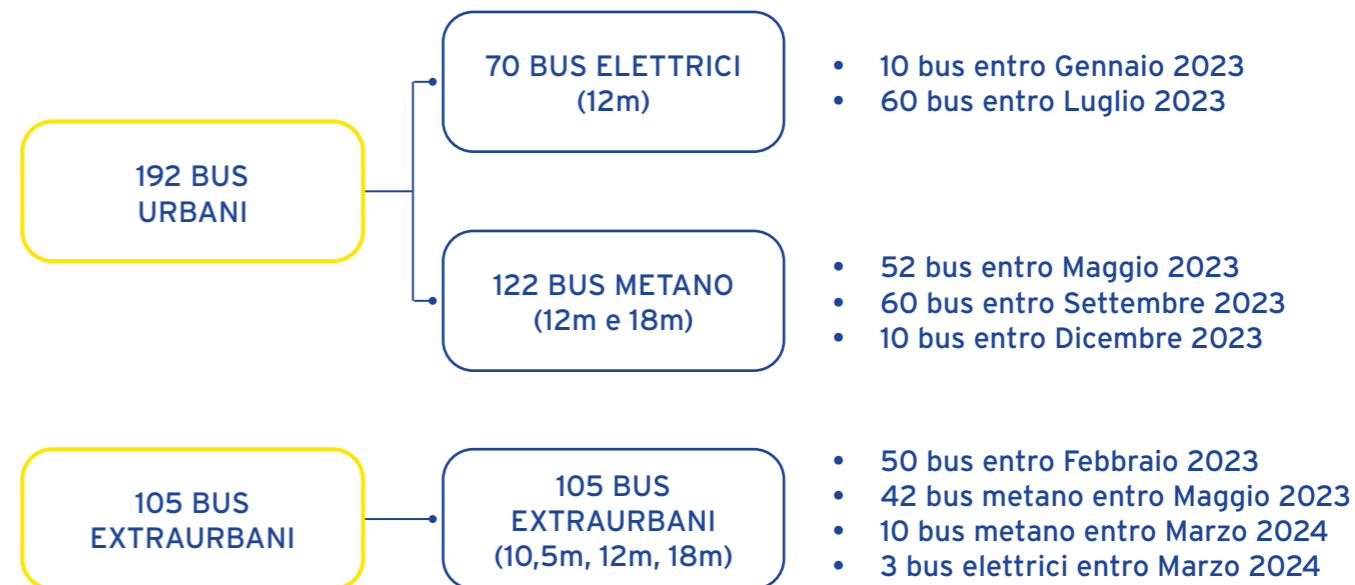 192 BUS
URBANI
70 BUS ELETTRICI
(12m)
• 10 bus entro Gennaio 2023
• 60 bus entro Luglio 2023
122 BUS METANO
(12m e 18m)
• 52 bus entro Maggio 2023
• 60 bus entro Settembre 2023
• 10 bus entro Dicembre 2023
105 BUS
EXTRAURBANI
105 BUS
EXTRAURBANI
(10,5m, 12m, 18m)
• 50 bus entro Febbraio 2023
• 42 bus metano entro Maggio 2023
• 10 bus metano entro Marzo 2024
• 3 bus elettrici entro Marzo 2024